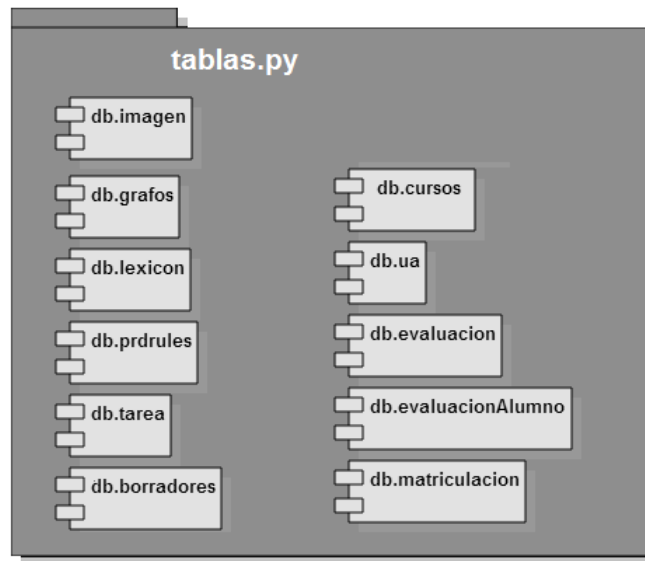 tablas.py
db.imagen
db.grafos
db.lexicon
db.prdrules
db.tarea
db.borradores
db.cursos
db.ua
db.evaluacion
db.evaluacionAlumno
db.matriculacion